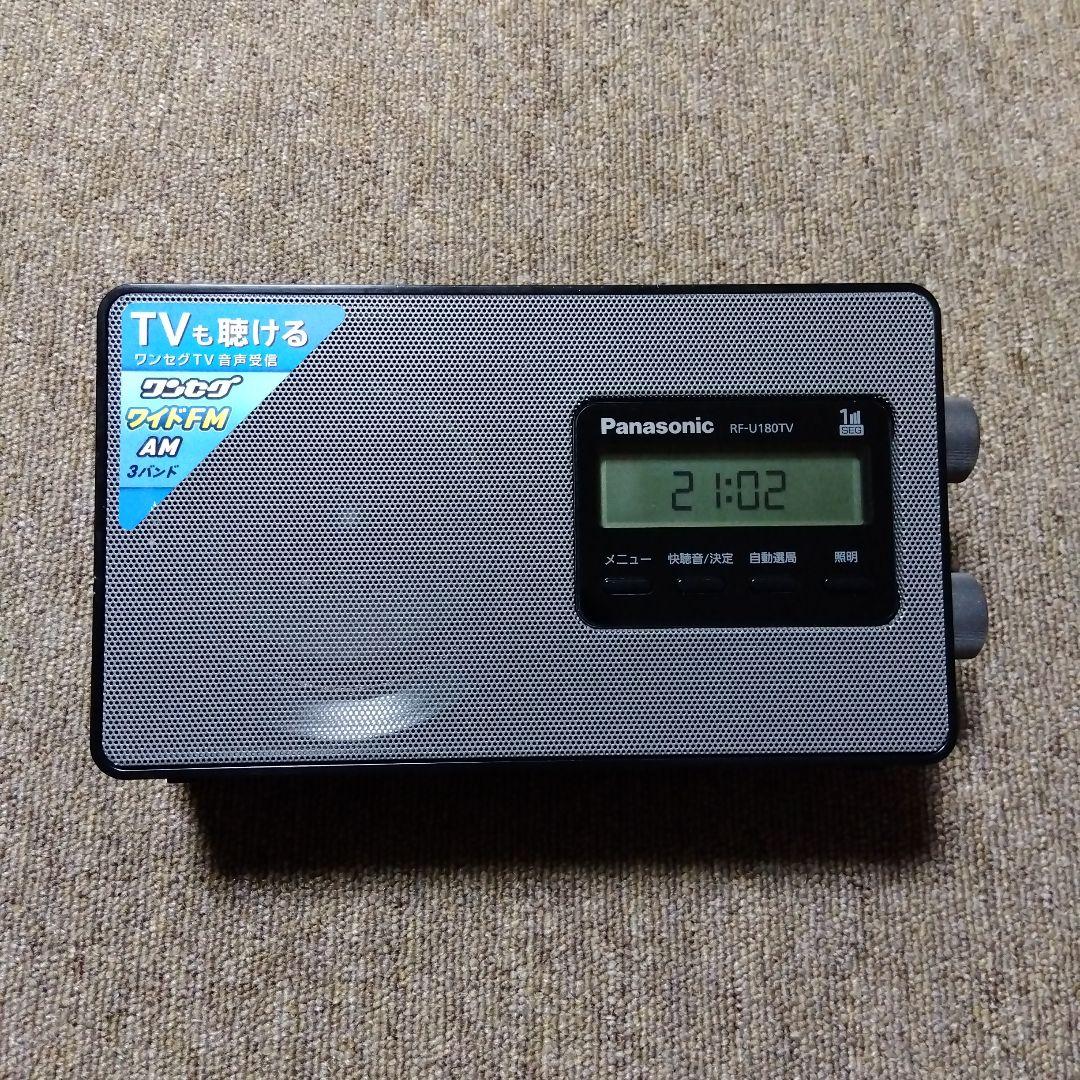 TVも聴ける
ワンセグTV音声受信
ワンセグ
ワイドFM
AM
3バンド
Panasonic RF-U180TV 1SEG
21:02
メニュー 快聴音/決定 自動選局 照明